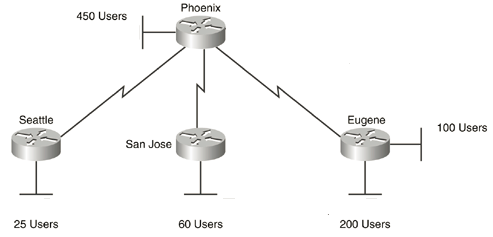 Phoenix
450 Users
Seattle
San Jose
Eugene
100 Users
25 Users
60 Users
200 Users